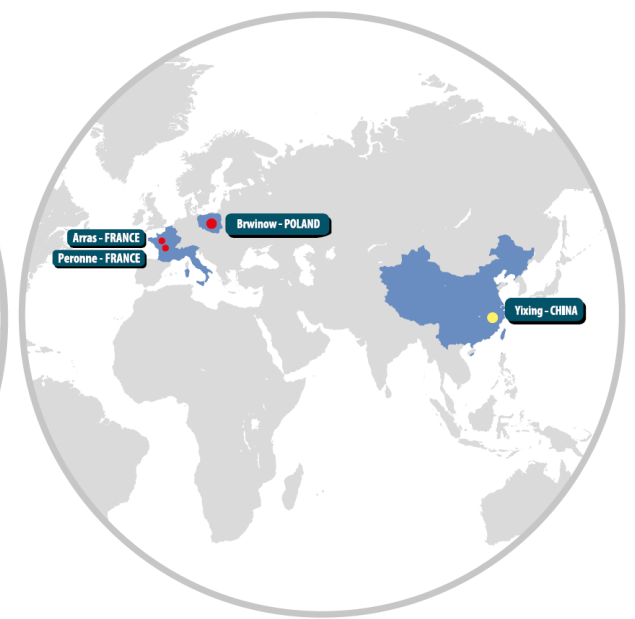 Brwinow - POLAND
Arras - FRANCE
Peronne - FRANCE
Yixing - CHINA